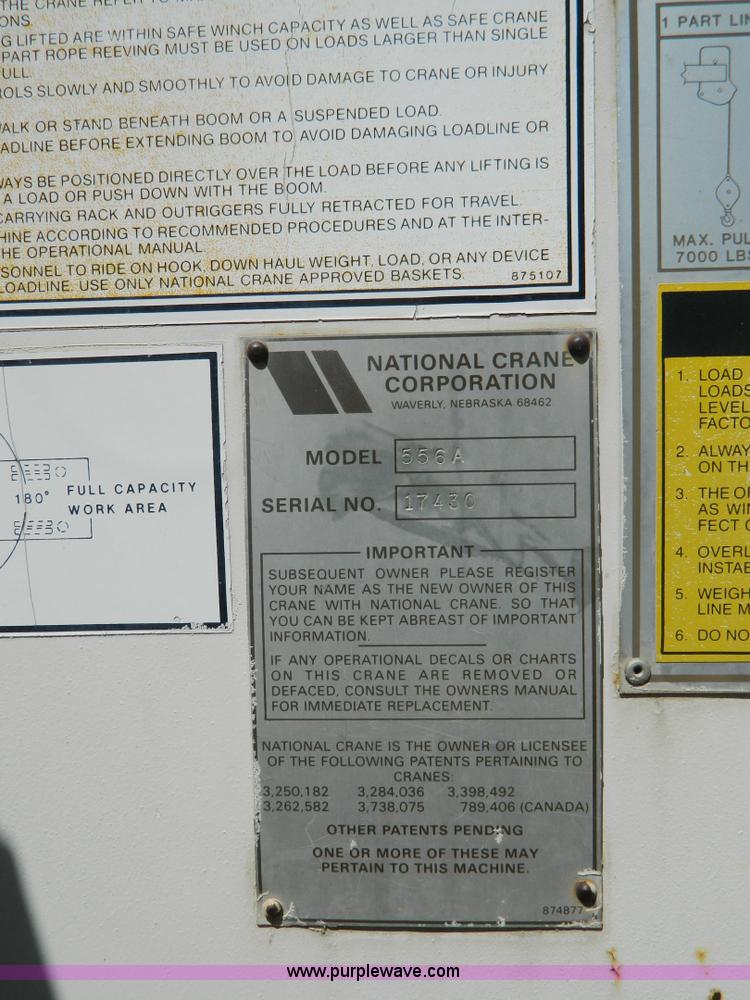 THE CRANE REFER TO
ONS.
G LIFTED ARE WITHIN SAFE WINCH CAPACITY AS WELL AS SAFE CRANE
PART ROPE REEVING MUST BE USED ON LOADS LARGER THAN SINGLE
ULL.
ROLS SLOWLY AND SMOOTHLY TO AVOID DAMAGE TO CRANE OR INJURY
ALK OR STAND BENEATH BOOM OR A SUSPENDED LOAD.
ADLINE BEFORE EXTENDING BOOM TO AVOID DAMAGING LOADLINE OR
WAYS BE POSITIONED DIRECTLY OVER THE LOAD BEFORE ANY LIFTING IS
A LOAD OR PUSH DOWN WITH THE BOOM.
CARRYING RACK AND OUTRIGGERS FULLY RETRACTED FOR TRAVEL.
HINE ACCORDING TO RECOMMENDED PROCEDURES AND AT THE INTER-
HE OPERATIONAL MANUAL.
SONNEL TO RIDE ON HOOK, DOWN HAUL WEIGHT, LOAD, OR ANY DEVICE
LOADLINE. USE ONLY NATIONAL CRANE APPROVED BASKETS.
875107
180° FULL CAPACITY
WORK AREA
NATIONAL CRANE
CORPORATION
WAVERLY, NEBRASKA 68462
MODEL 556A
SERIAL NO. 17430
IMPORTANT
SUBSEQUENT OWNER PLEASE REGISTER
YOUR NAME AS THE NEW OWNER OF THIS
CRANE WITH NATIONAL CRANE. SO THAT
YOU CAN BE KEPT ABREAST OF IMPORTANT
INFORMATION.
IF ANY OPERATIONAL DECALS OR CHARTS
ON THIS CRANE ARE REMOVED OR
DEFACED, CONSULT THE OWNERS MANUAL
FOR IMMEDIATE REPLACEMENT.
NATIONAL CRANE IS THE OWNER OR LICENSEE
OF THE FOLLOWING PATENTS PERTAINING TO
CRANES:
3,250,182 3,284,036 3,398,492
3,262,582 3,738,075 789,406 (CANADA)
OTHER PATENTS PENDING
ONE OR MORE OF THESE MAY
PERTAIN TO THIS MACHINE.
874877
1 PART LIN
MAX. PUL
7000 LBS
1. LOAD
LOADS
LEVEL
FACTO
2. ALWAY
ON TH
3. THE OP
AS WIN
FECT C
4. OVERL
INSTAB
5. WEIGH
LINE M
6. DO NO
www.purplewave.com